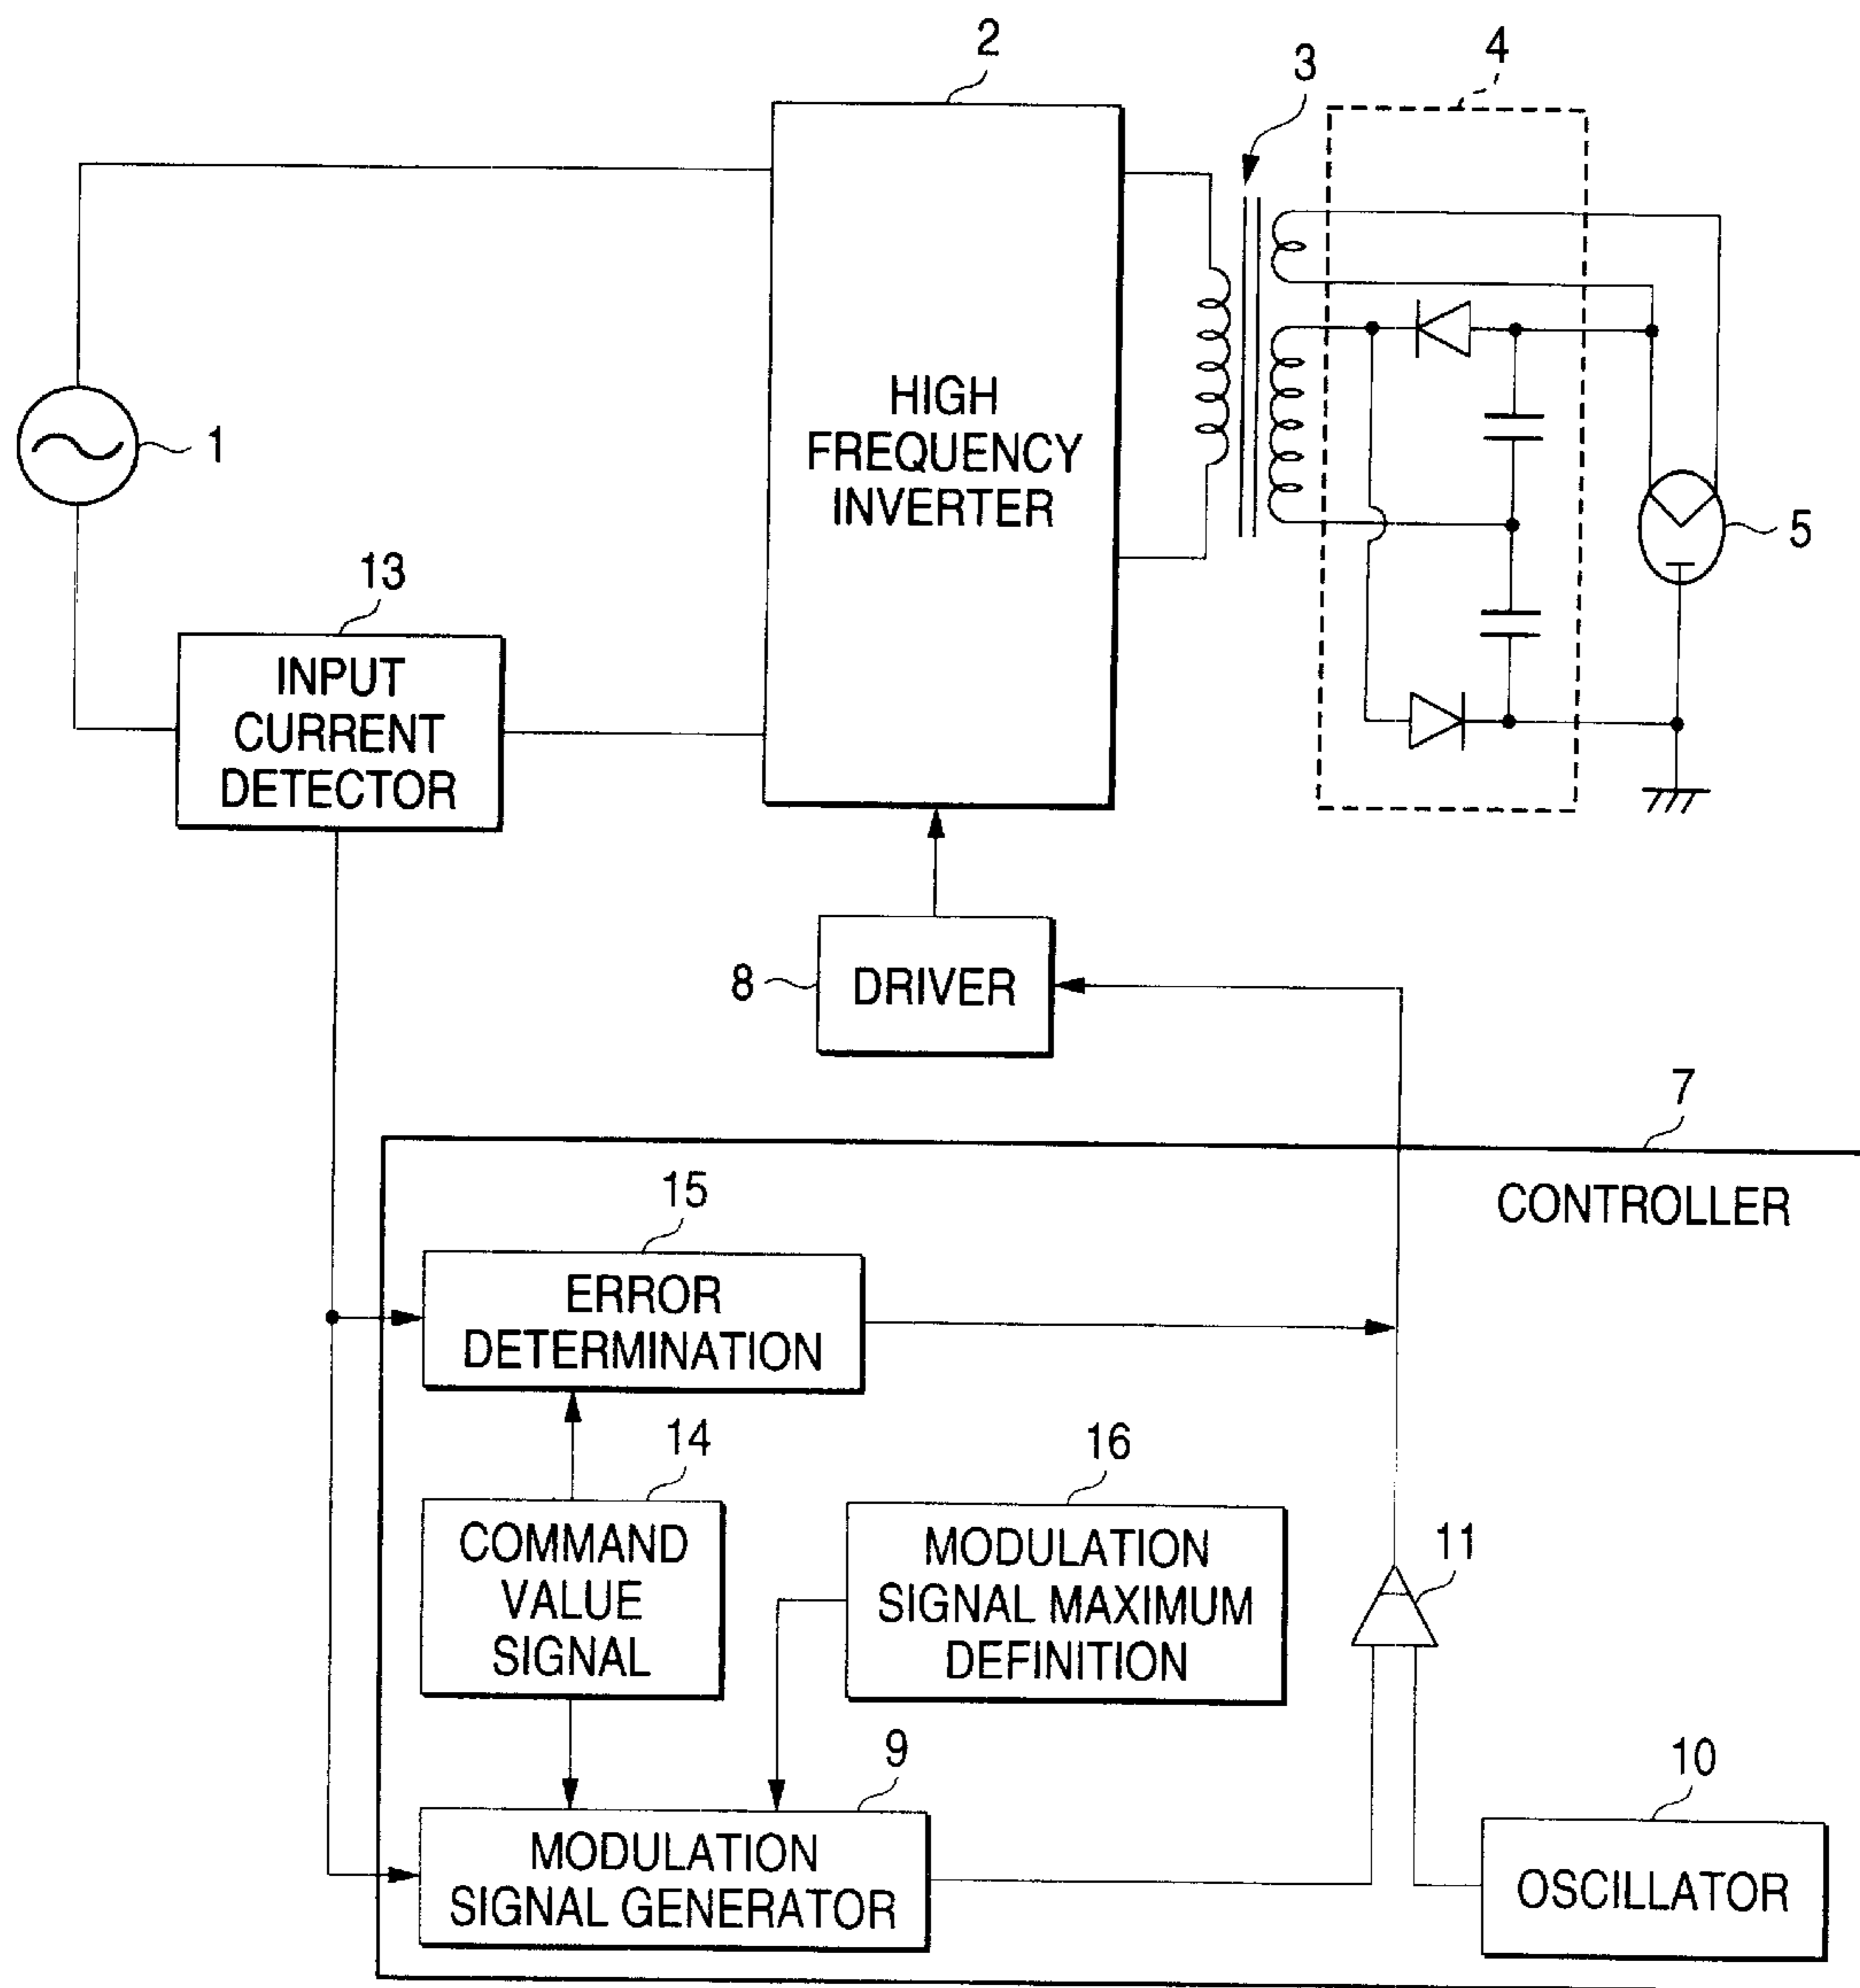 2
3
4
HIGH
FREQUENCY
INVERTER
1
5
13
INPUT
CURRENT
DETECTOR
8
DRIVER
7
CONTROLLER
15
ERROR
DETERMINATION
14
COMMAND
VALUE
SIGNAL
16
MODULATION
SIGNAL MAXIMUM
DEFINITION
11
9
MODULATION
SIGNAL GENERATOR
10
OSCILLATOR